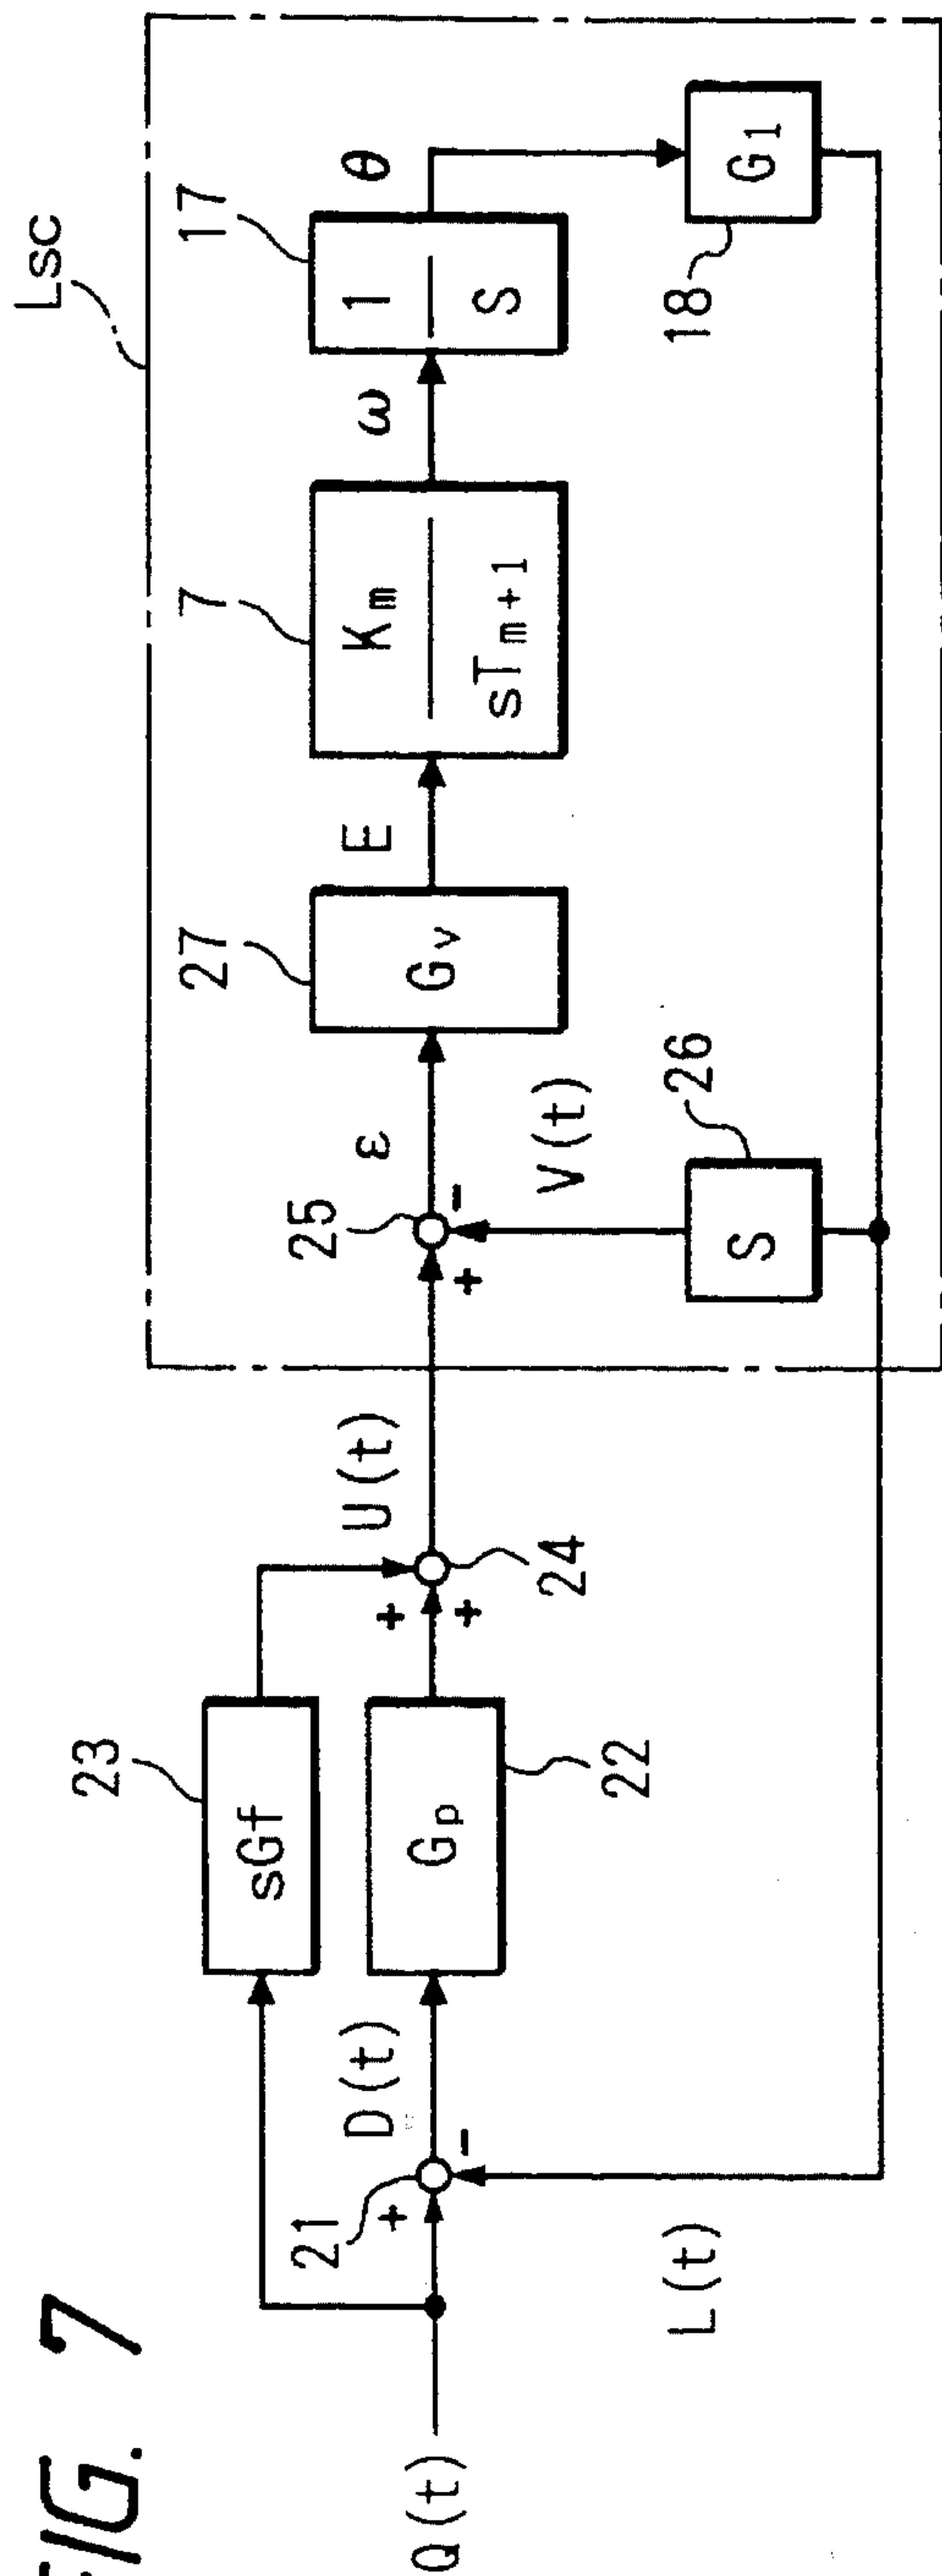 FIG. 7
Q(t)
21
+
-
D(t)
L(t)
23
sGf
Gp
22
+
+
24
U(t)
Lsc
25
+
-
ε
V(t)
S
26
27
Gv
E
7
Km
sTm+1
ω
17
1
S
θ
G1
18